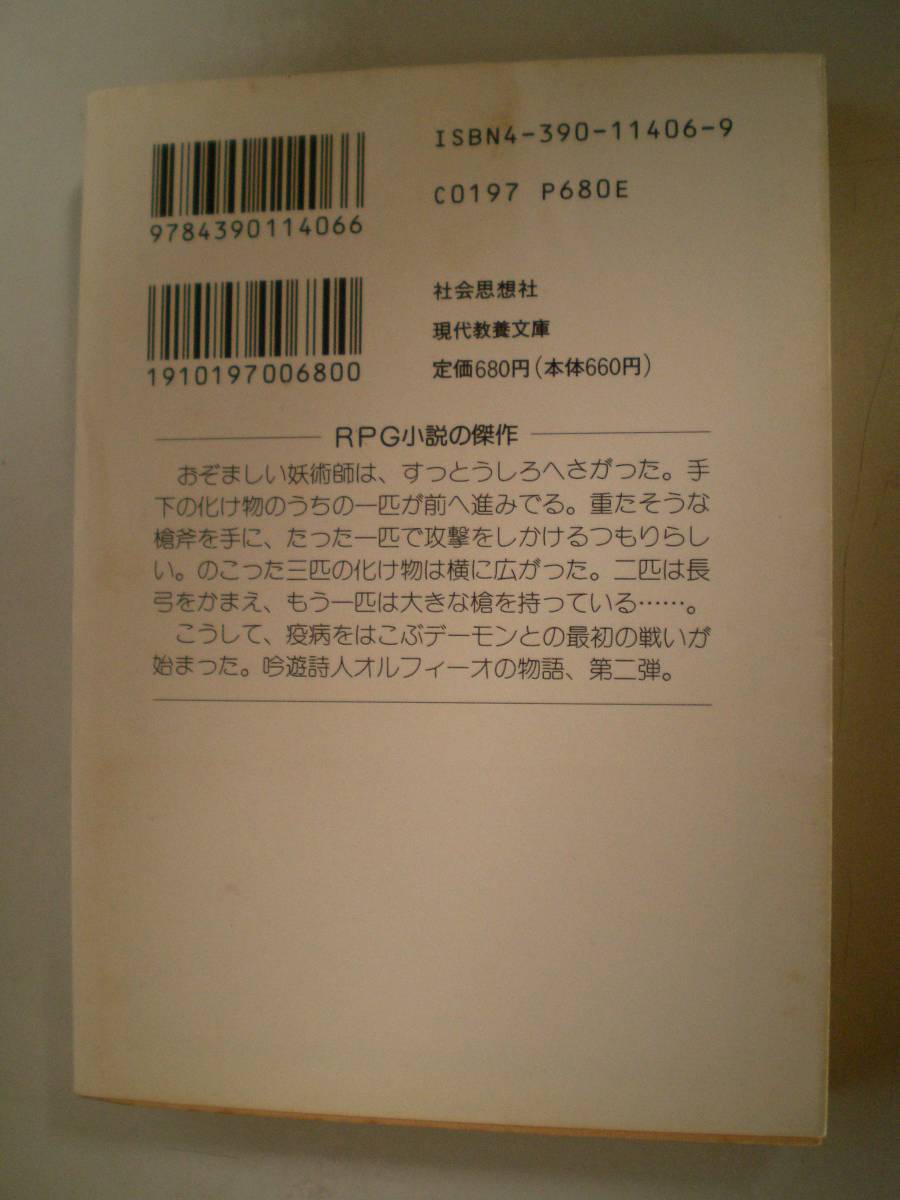 ISBN4-390-11406-9
9784390114066
C0197 P680E
1910197006800
社会思想社
現代教養文庫
定価680円(本体660円)
RPG小説の傑作
おぞましい妖術師は、すっとうしろへさがった。手
下の化け物のうちの一匹が前へ進みでる。重たそうな
槍斧を手に、たった一匹で攻撃をしかけるつもりらし
い。のこった三匹の化け物は横に広がった。二匹は長
弓をかまえ、もう一匹は大きな槍を持っている……。
こうして、疫病をはこぶデーモンとの最初の戦いが
始まった。吟遊詩人オルフィーオの物語、第二弾。